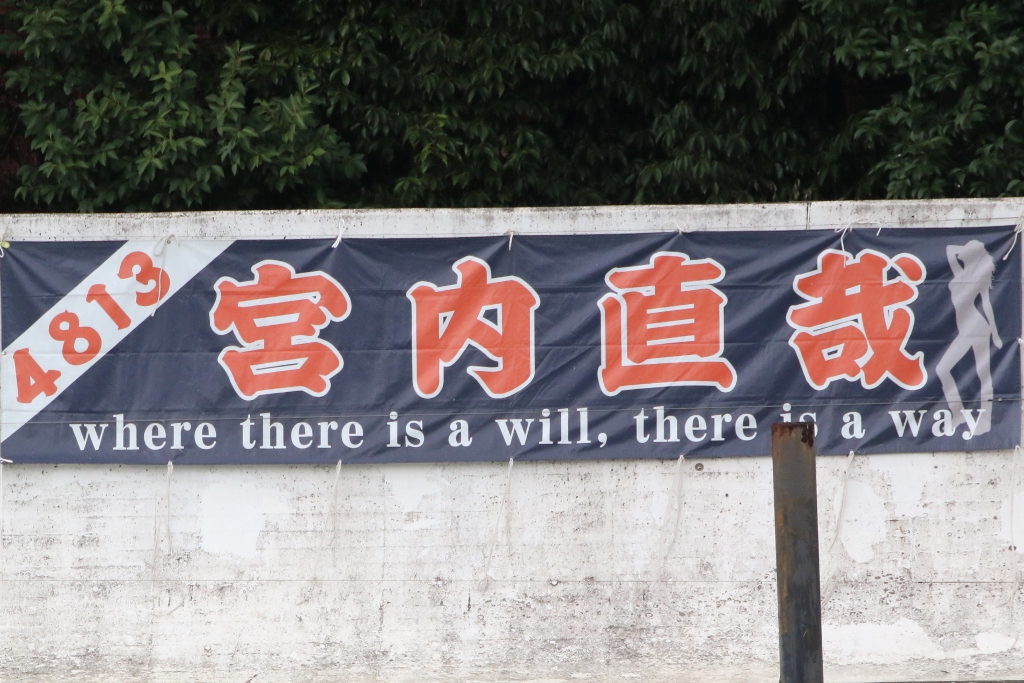 4813
宮内直哉
where there is a will, there is a way